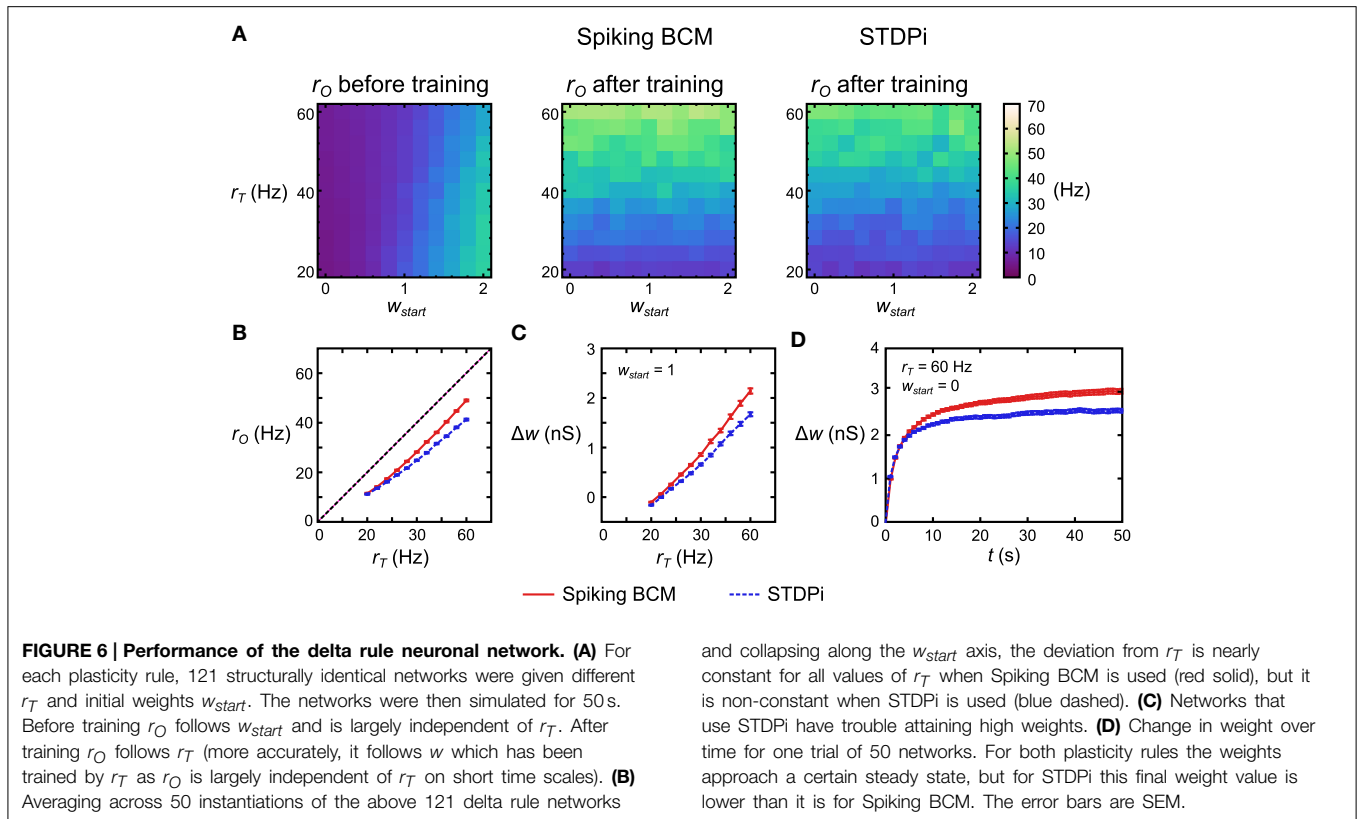 A
Spiking BCM
STDPi
r_O before training
r_O after training
r_O after training
60
40
20
r_T (Hz)
0
1
2
w_start
60
40
20
0
1
2
w_start
60
40
20
0
1
2
w_start
70
60
50
40
30
20
10
0
(Hz)
B
60
40
20
0
r_O (Hz)
0
20
30
60
r_T (Hz)
C
w_start = 1
3
2
1
0
Δw (nS)
0
20
30
60
r_T (Hz)
D
r_T = 60 Hz
w_start = 0
4
3
2
1
0
Δw (nS)
0
10
20
30
40
50
t (s)
Spiking BCM
STDPi
FIGURE 6 | Performance of the delta rule neuronal network. (A) For
each plasticity rule, 121 structurally identical networks were given different
r_T and initial weights w_start. The networks were then simulated for 50 s.
Before training r_O follows w_start and is largely independent of r_T. After
training r_O follows r_T (more accurately, it follows w which has been
trained by r_T as r_O is largely independent of r_T on short time scales). (B)
Averaging across 50 instantiations of the above 121 delta rule networks
and collapsing along the w_start axis, the deviation from r_T is nearly
constant for all values of r_T when Spiking BCM is used (red solid), but it
is non-constant when STDPi is used (blue dashed). (C) Networks that
use STDPi have trouble attaining high weights. (D) Change in weight over
time for one trial of 50 networks. For both plasticity rules the weights
approach a certain steady state, but for STDPi this final weight value is
lower than it is for Spiking BCM. The error bars are SEM.